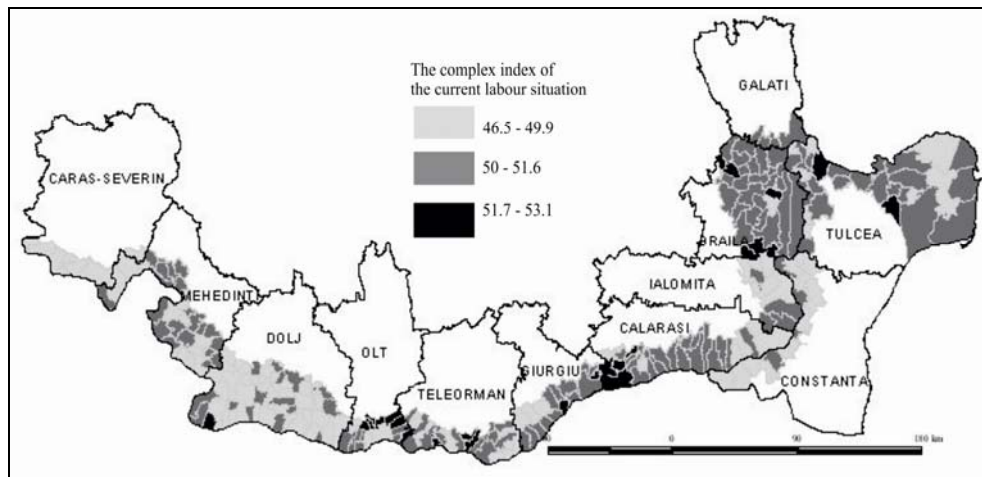 The complex index of
the current labour situation
46.5 - 49.9
50 - 51.6
51.7 - 53.1
GALATI
CARAS-SEVERIN
TULCEA
BRAILA
MEHEDINTI
IALOMITA
DOLJ
CALARASI
OLT
GIURGIU
TELEORMAN
CONSTANTA
0 90 180 km